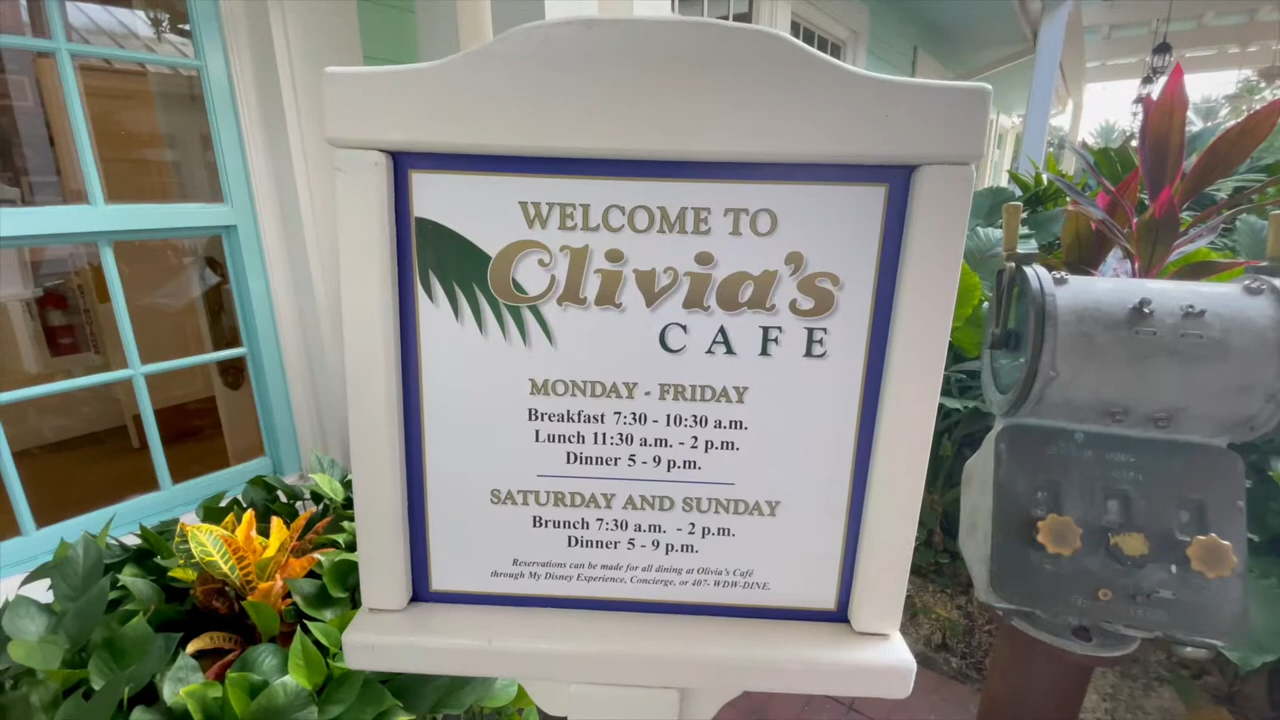 WELCOME TO
Olivia's
CAFE
MONDAY - FRIDAY
Breakfast 7:30 - 10:30 a.m.
Lunch 11:30 a.m. - 2 p.m.
Dinner 5 - 9 p.m.
SATURDAY AND SUNDAY
Brunch 7:30 a.m. - 2 p.m.
Dinner 5 - 9 p.m.
Reservations can be made for all dining at Olivia's Café
through My Disney Experience, Concierge, or 407- WDW-DINE.